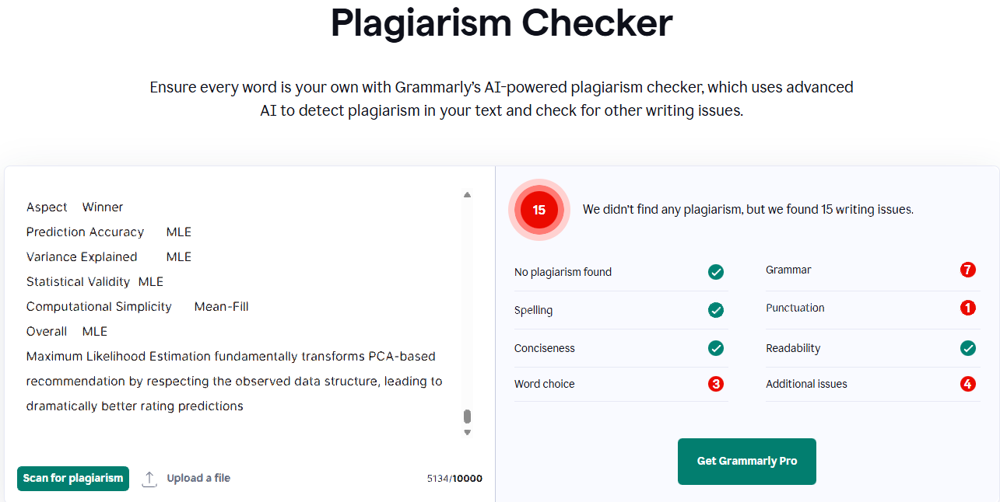 Plagiarism Checker
Ensure every word is your own with Grammarly's AI-powered plagiarism checker, which uses advanced
AI to detect plagiarism in your text and check for other writing issues.
Aspect Winner
Prediction Accuracy MLE
Varlance Explained MLE
Statistical Validity MLE
Computational Simplicity Mean-Fill
Overall MLE
Maximum Likelihood Estimation fundamentally transforms PCA-based
recommendation by respecting the observed data structure, leading to
dramatically better rating predictions
Scan for plagiarism
Upload a file
5134/10000
15
We didn't find any plagiarism, but we found 15 writing issues.
No plagiarism found
Grammar 7
Spelling
Punctuation 1
Conciseness
Readability
Word choice 3
Additional issues 4
Get Grammarly Pro